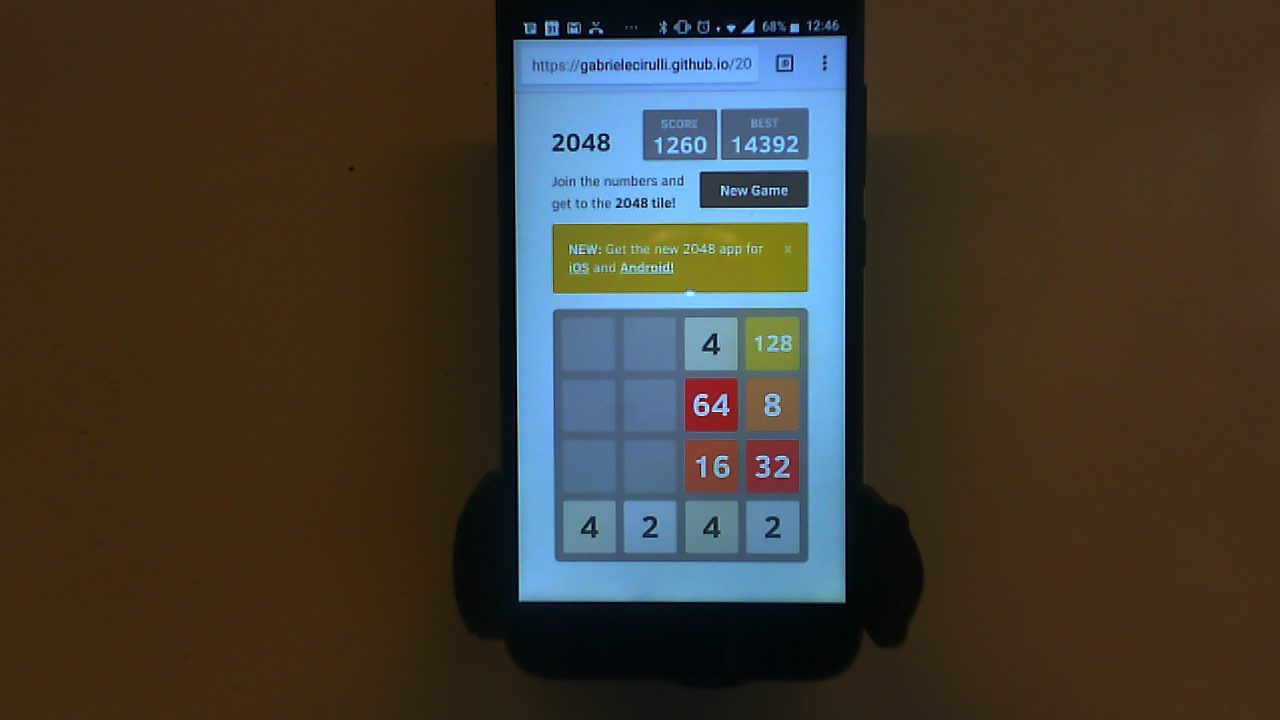 68% 12:46
https://gabrielecirulli.github.io/20
2048
SCORE
1260
BEST
14392
Join the numbers and
get to the 2048 tile!
New Game
NEW: Get the new 2048 app for
iOS and Android!
x
4 128
64 8
16 32
4 2 4 2